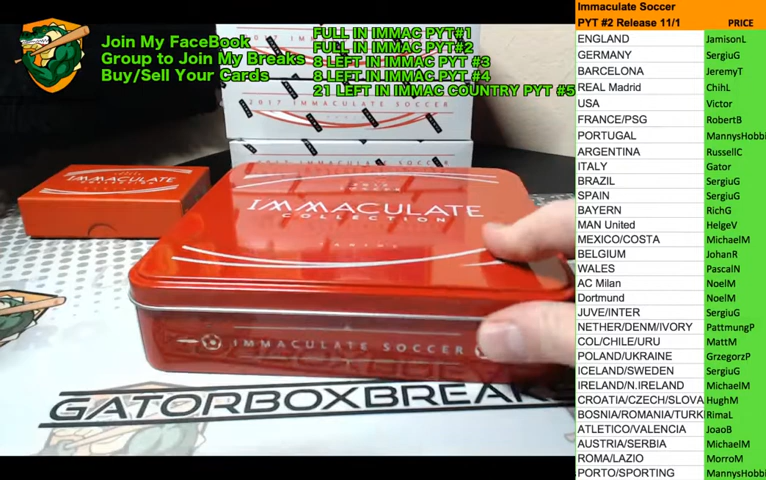 Join My FaceBook
Group to Join My Breaks
Buy/Sell Your Cards
FULL IN IMMAC PYT#1
FULL IN IMMAC PYT#2
8 LEFT IN IMMAC PYT #3
8 LEFT IN IMMAC PYT #4
21 LEFT IN IMMAC COUNTRY PYT #5
2017 IMMACULATE SOCCER
2017 IMMACULATE SOCCER
IMMACULATE
COLLECTION
IMMACULATE
COLLECTION
IMMACULATE SOCCER
GATORBOXBREAKS
Immaculate Soccer
PYT #2 Release 11/1 PRICE
ENGLAND JamisonL
GERMANY SergiuG
BARCELONA JeremyT
REAL Madrid ChihL
USA Victor
FRANCE/PSG RobertB
PORTUGAL MannysHobbi
ARGENTINA RussellC
ITALY Gator
BRAZIL SergiuG
SPAIN SergiuG
BAYERN RichG
MAN United HelgeV
MEXICO/COSTA MichaelM
BELGIUM JohanR
WALES PascalN
AC Milan NoelM
Dortmund NoelM
JUVE/INTER SergiuG
NETHER/DENM/IVORY PattmungP
COL/CHILE/URU MattM
POLAND/UKRAINE GrzegorzP
ICELAND/SWEDEN SergiuG
IRELAND/N.IRELAND MichaelM
CROATIA/CZECH/SLOVA HughM
BOSNIA/ROMANIA/TURK RimaL
ATLETICO/VALENCIA JoaoB
AUSTRIA/SERBIA MichaelM
ROMA/LAZIO MorroM
PORTO/SPORTING MannysHobbi